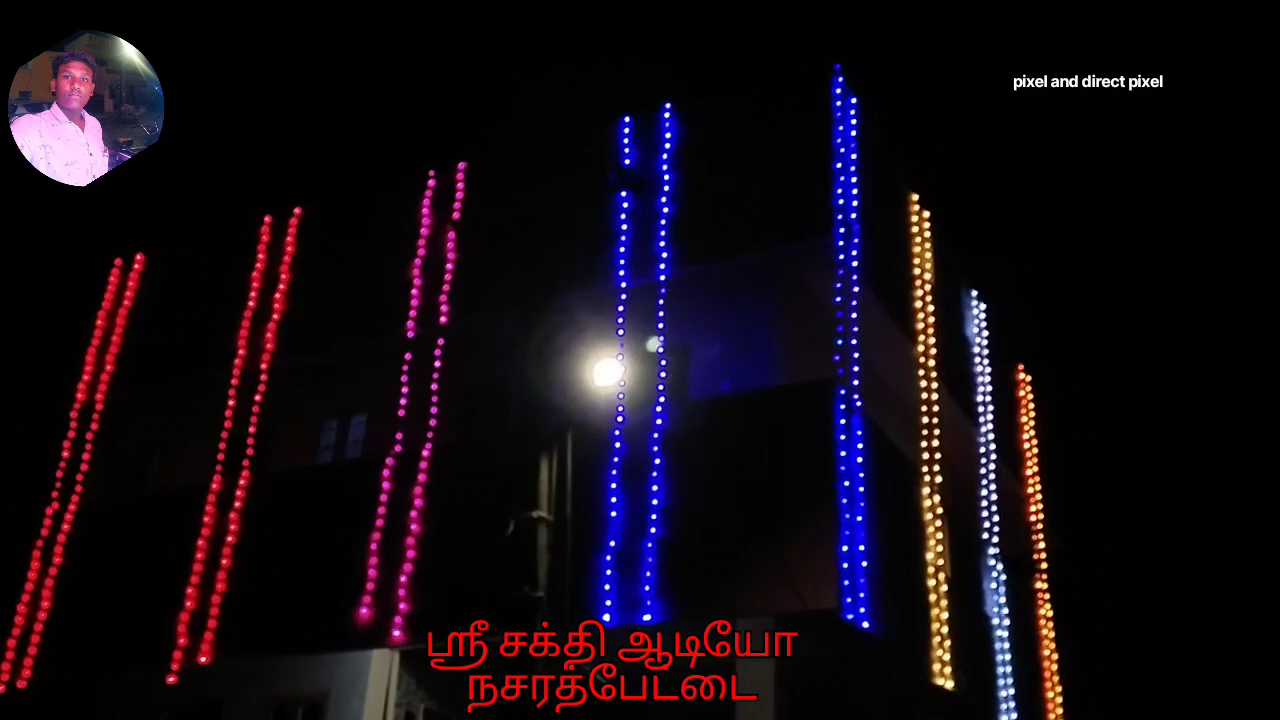 pixel and direct pixel
ஸ்ரீ சக்தி ஆடியோ
நசரத்பேட்டை